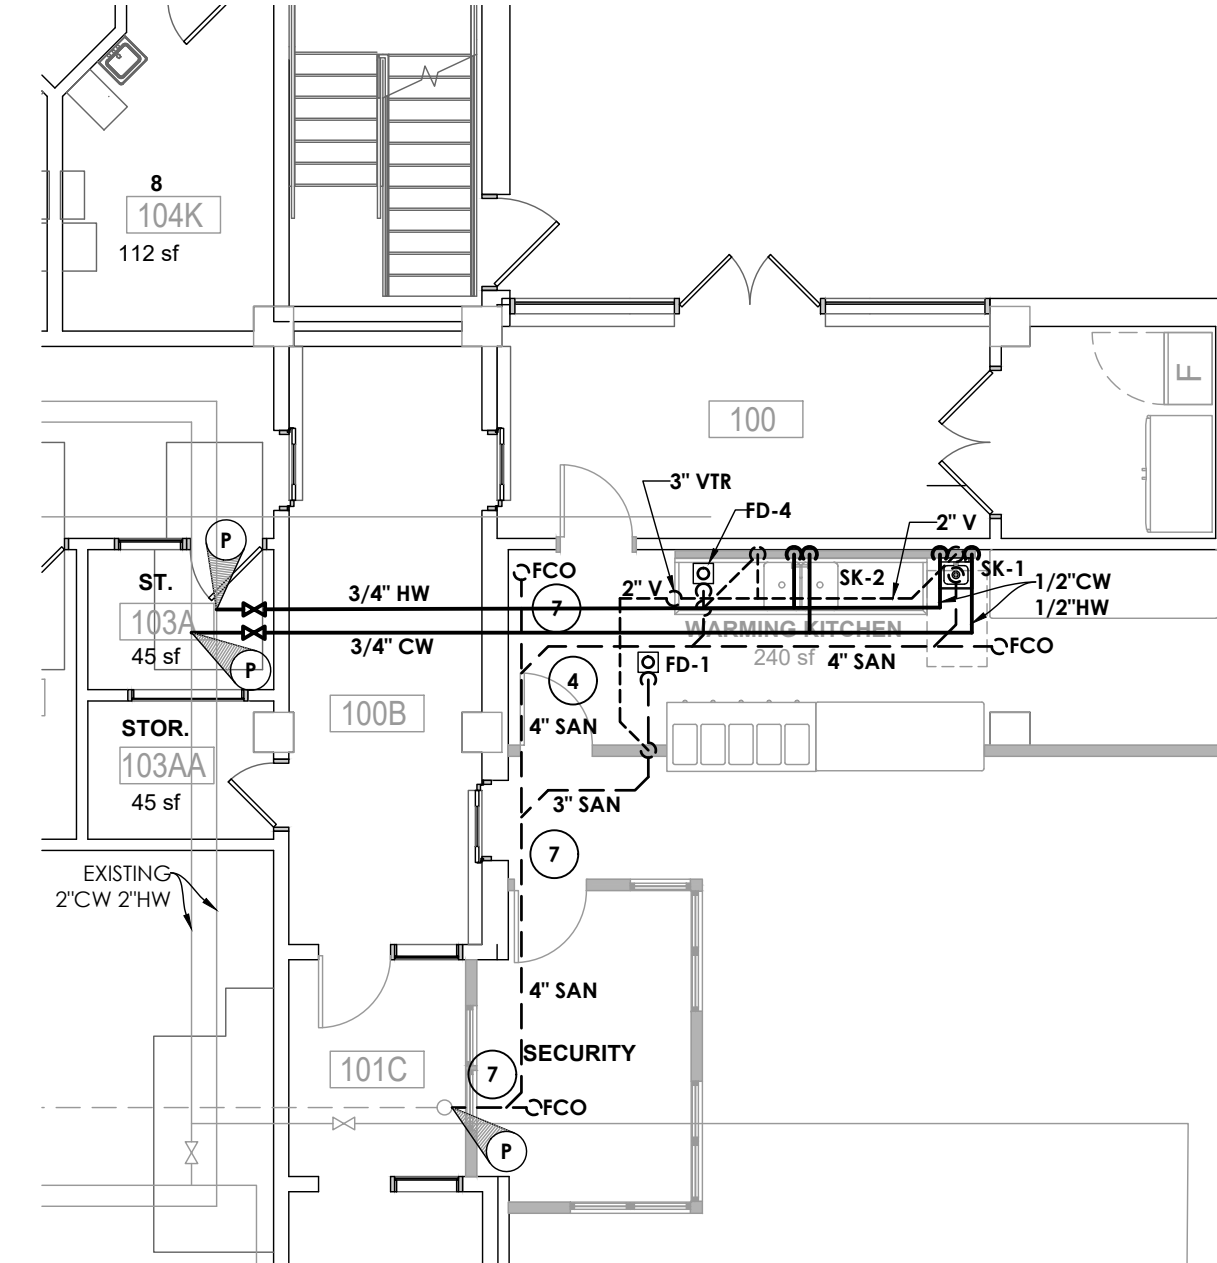 8
104K
112 sf
F
100
3" VTR
FD-4
2" V
P
FCO
SK-2
SK-1
ST.
3/4" HW
7
2" V
1/2"CW
1/2"HW
103A
45 sf
3/4" CW
WARMING KITCHEN
240 sf
4" SAN
FCO
P
FD-1
4
100B
4" SAN
STOR.
103AA
45 sf
3" SAN
7
EXISTING
2"CW 2"HW
4" SAN
SECURITY
101C
7
FCO
P